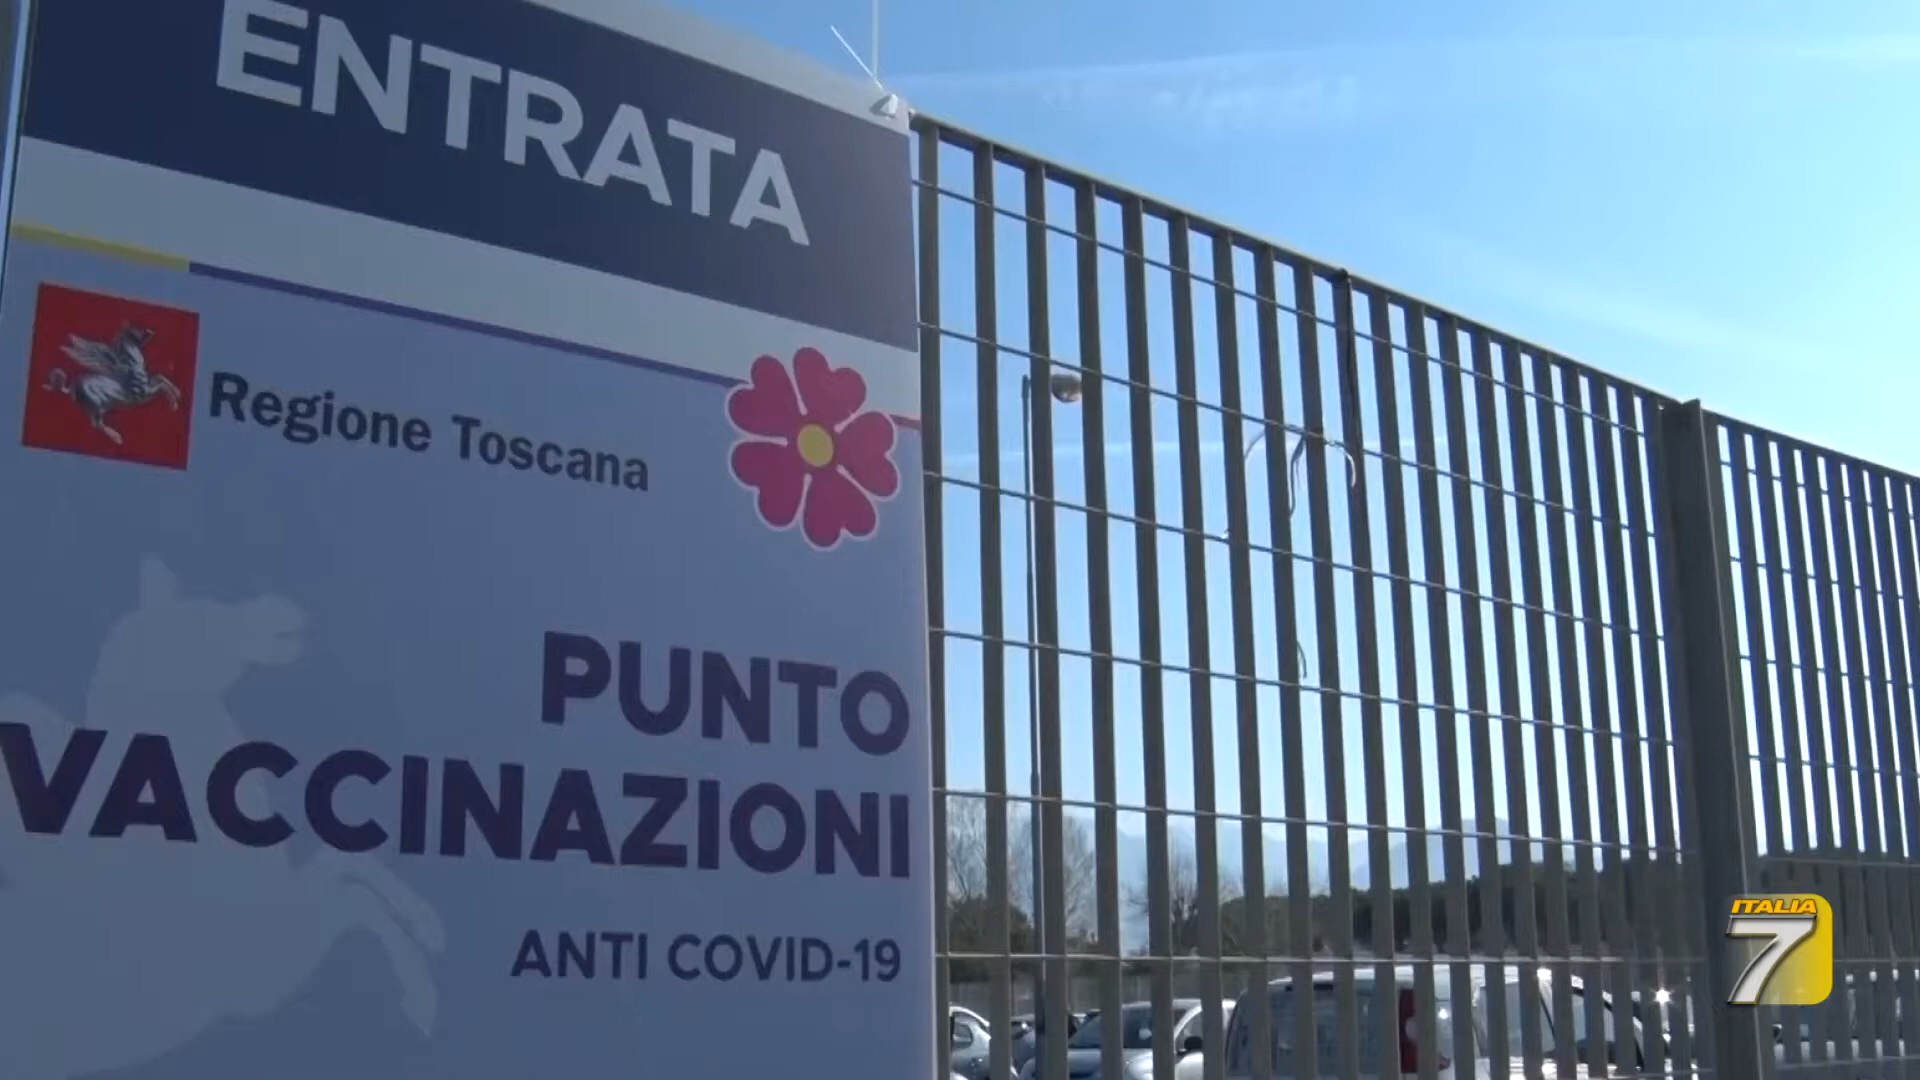 ENTRATA
Regione Toscana
PUNTO
VACCINAZIONI
ANTI COVID-19
ITALIA
7